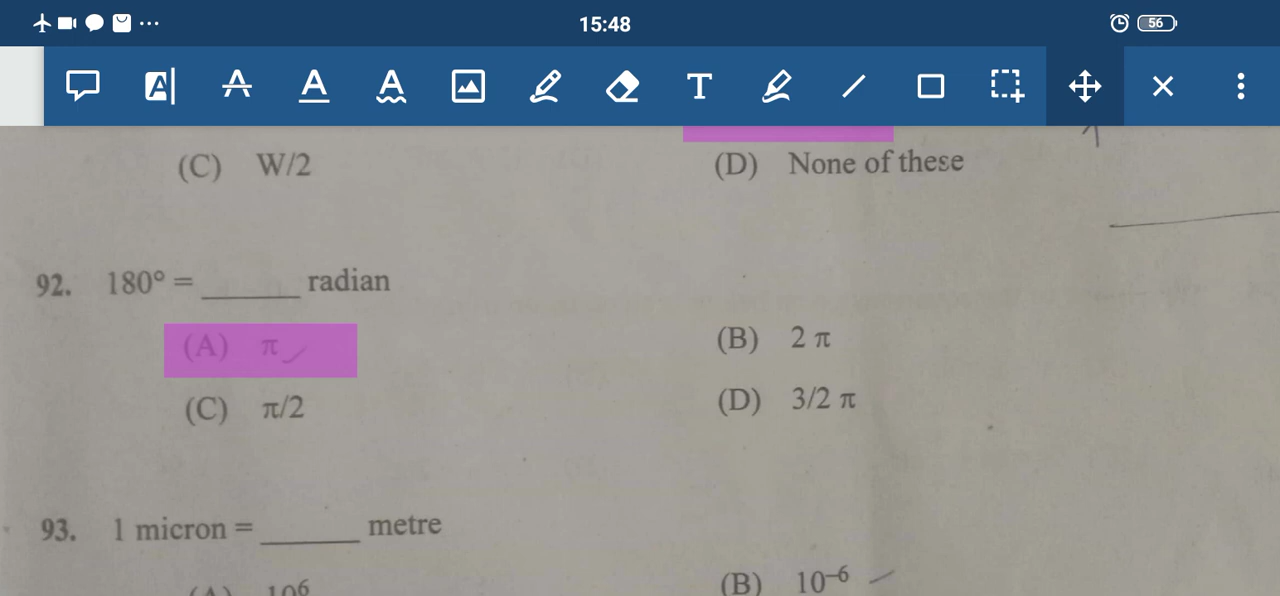 15:48
56
(C) W/2
(D) None of these
92. 180° = ______ radian
(A) π
(B) 2 π
(C) π/2
(D) 3/2 π
93. 1 micron = ______ metre
(A) 10⁶
(B) 10⁻⁶